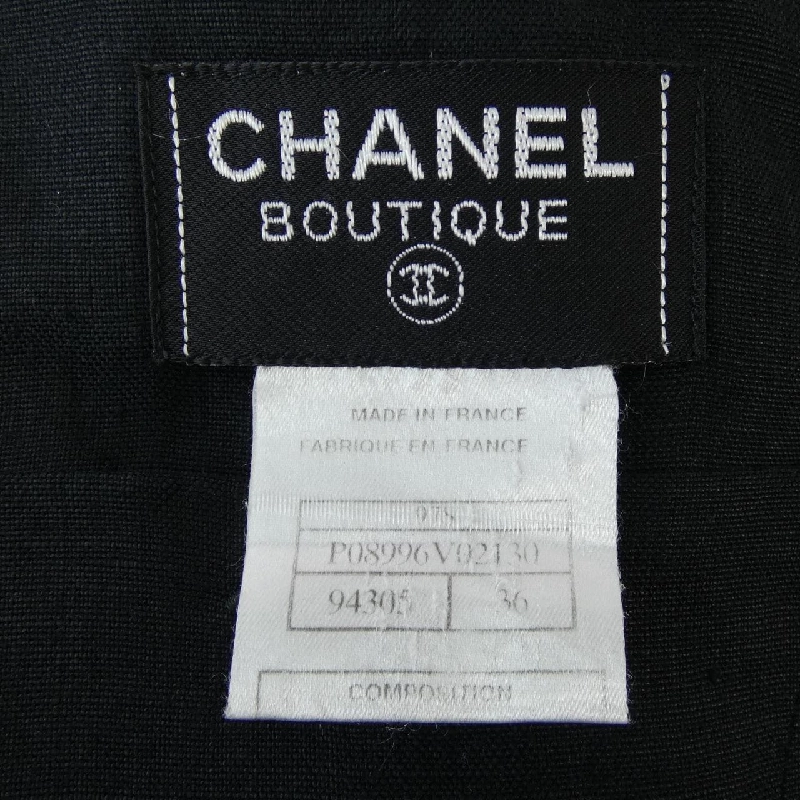 CHANEL
BOUTIQUE
MADE IN FRANCE
FABRIQUE EN FRANCE
P08996V02130
94305 36
COMPOSITION